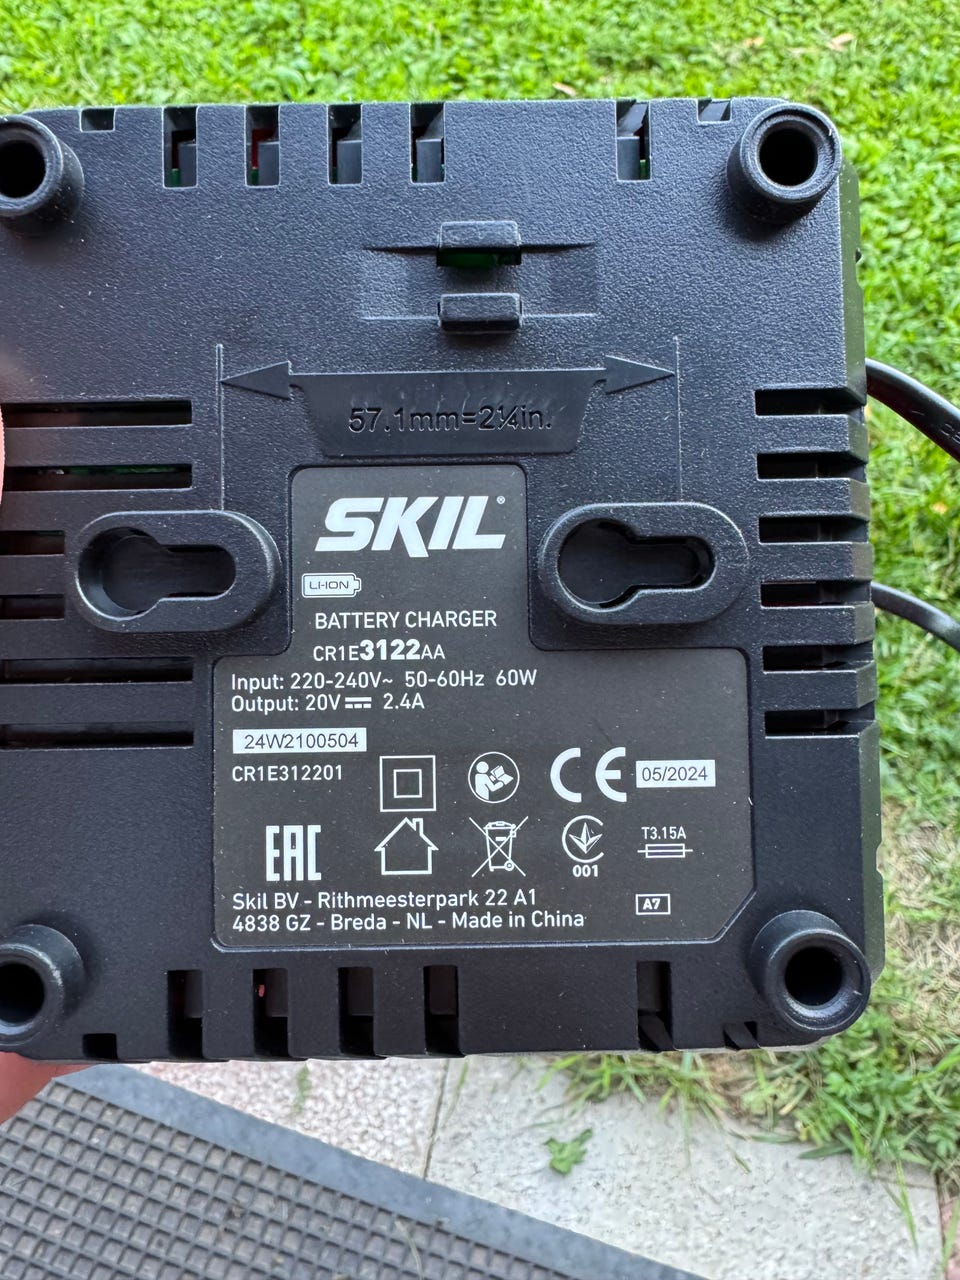 57.1mm=2¼in.
SKIL®
LI-ION
BATTERY CHARGER
CR1E3122AA
Input: 220-240V~ 50-60Hz 60W
Output: 20V⎓ 2.4A
24W2100504
CR1E312201
CE
05/2024
EAC
001
T3.15A
Skil BV - Rithmeesterpark 22 A1
A7
4838 GZ - Breda - NL - Made in China